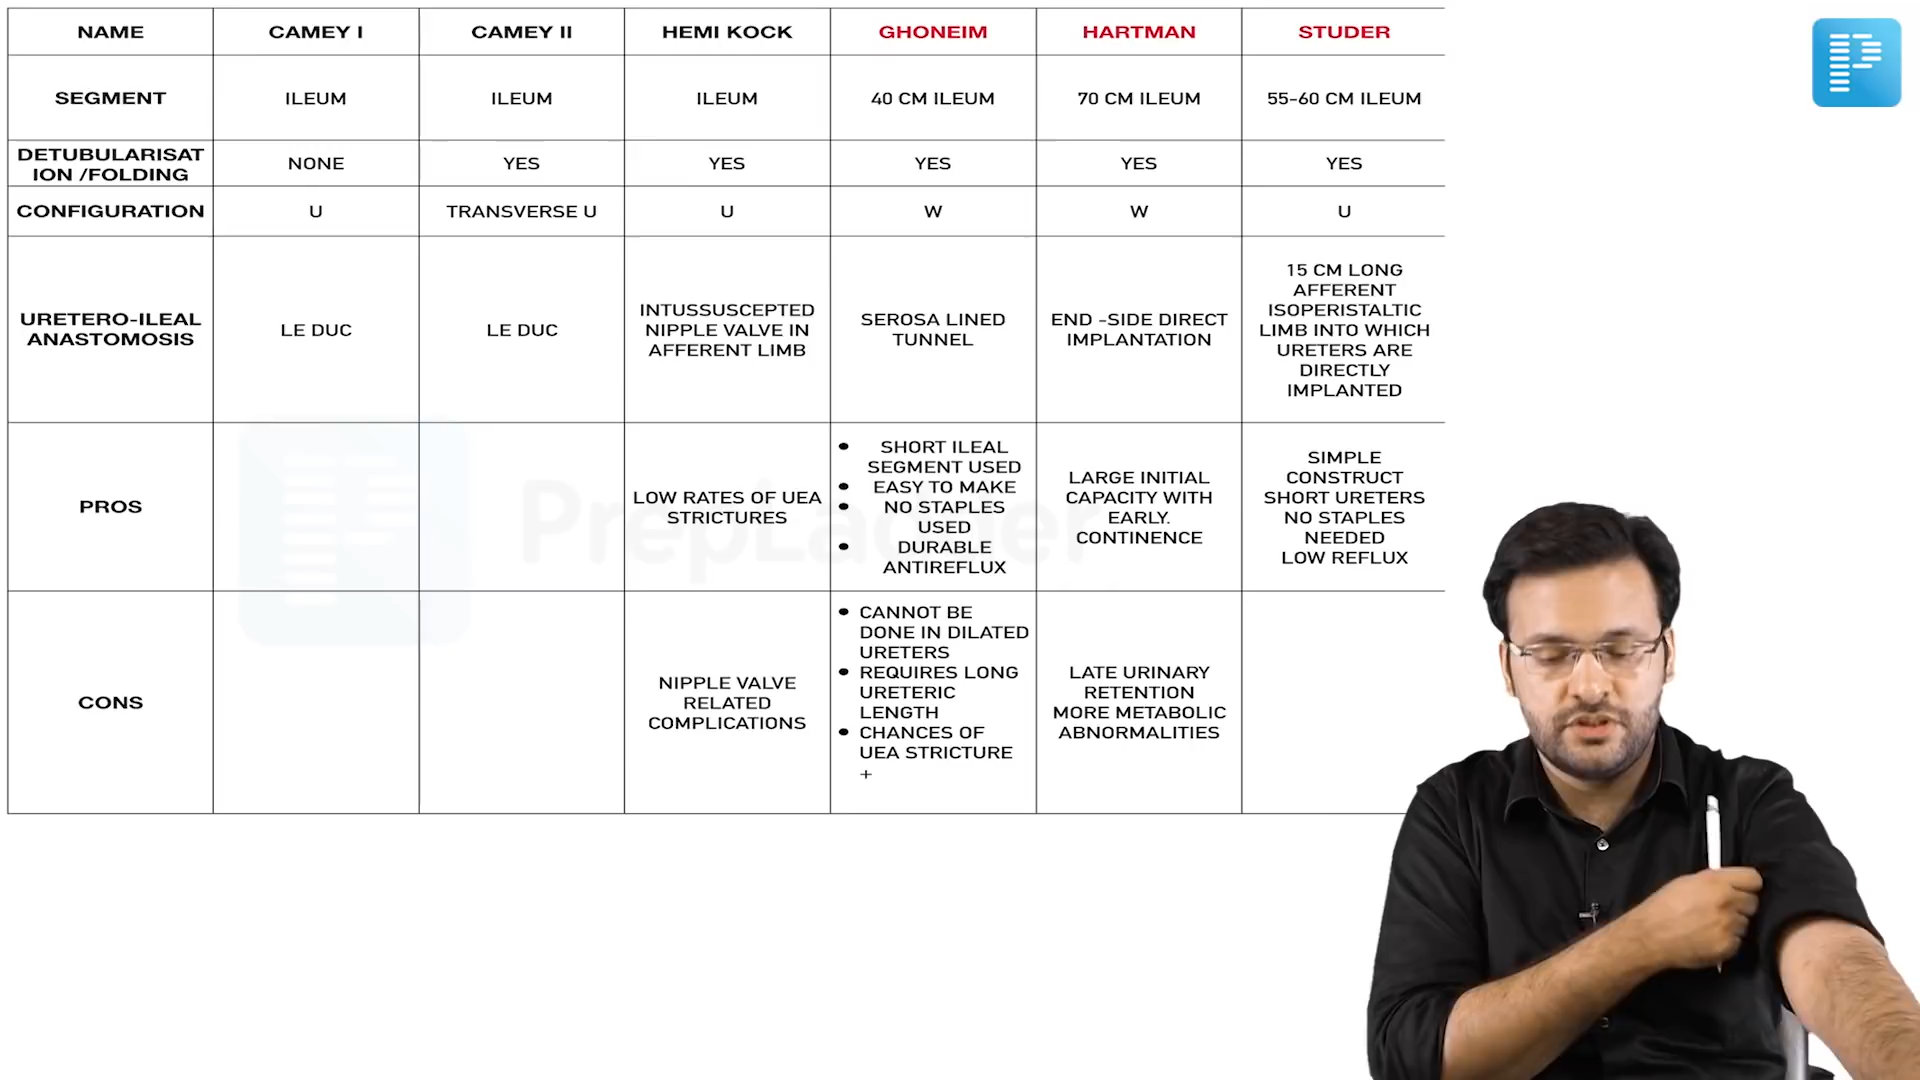 NAME
CAMEY I
CAMEY II
HEMI KOCK
GHONEIM
HARTMAN
STUDER
SEGMENT
ILEUM
ILEUM
ILEUM
40 CM ILEUM
70 CM ILEUM
55-60 CM ILEUM
DETUBULARISAT
ION /FOLDING
NONE
YES
YES
YES
YES
YES
CONFIGURATION
U
TRANSVERSE U
U
W
W
U
URETERO-ILEAL
ANASTOMOSIS
LE DUC
LE DUC
INTUSSUSCEPTED
NIPPLE VALVE IN
AFFERENT LIMB
SEROSA LINED
TUNNEL
END -SIDE DIRECT
IMPLANTATION
15 CM LONG
AFFERENT
ISOPERISTALTIC
LIMB INTO WHICH
URETERS ARE
DIRECTLY
IMPLANTED
PROS
LOW RATES OF UEA
STRICTURES
• SHORT ILEAL
SEGMENT USED
• EASY TO MAKE
• NO STAPLES
USED
• DURABLE
ANTIREFLUX
LARGE INITIAL
CAPACITY WITH
EARLY.
CONTINENCE
SIMPLE
CONSTRUCT
SHORT URETERS
NO STAPLES
NEEDED
LOW REFLUX
CONS
NIPPLE VALVE
RELATED
COMPLICATIONS
• CANNOT BE
DONE IN DILATED
URETERS
• REQUIRES LONG
URETERIC
LENGTH
• CHANCES OF
UEA STRICTURE
+
LATE URINARY
RETENTION
MORE METABOLIC
ABNORMALITIES
PrepLadder